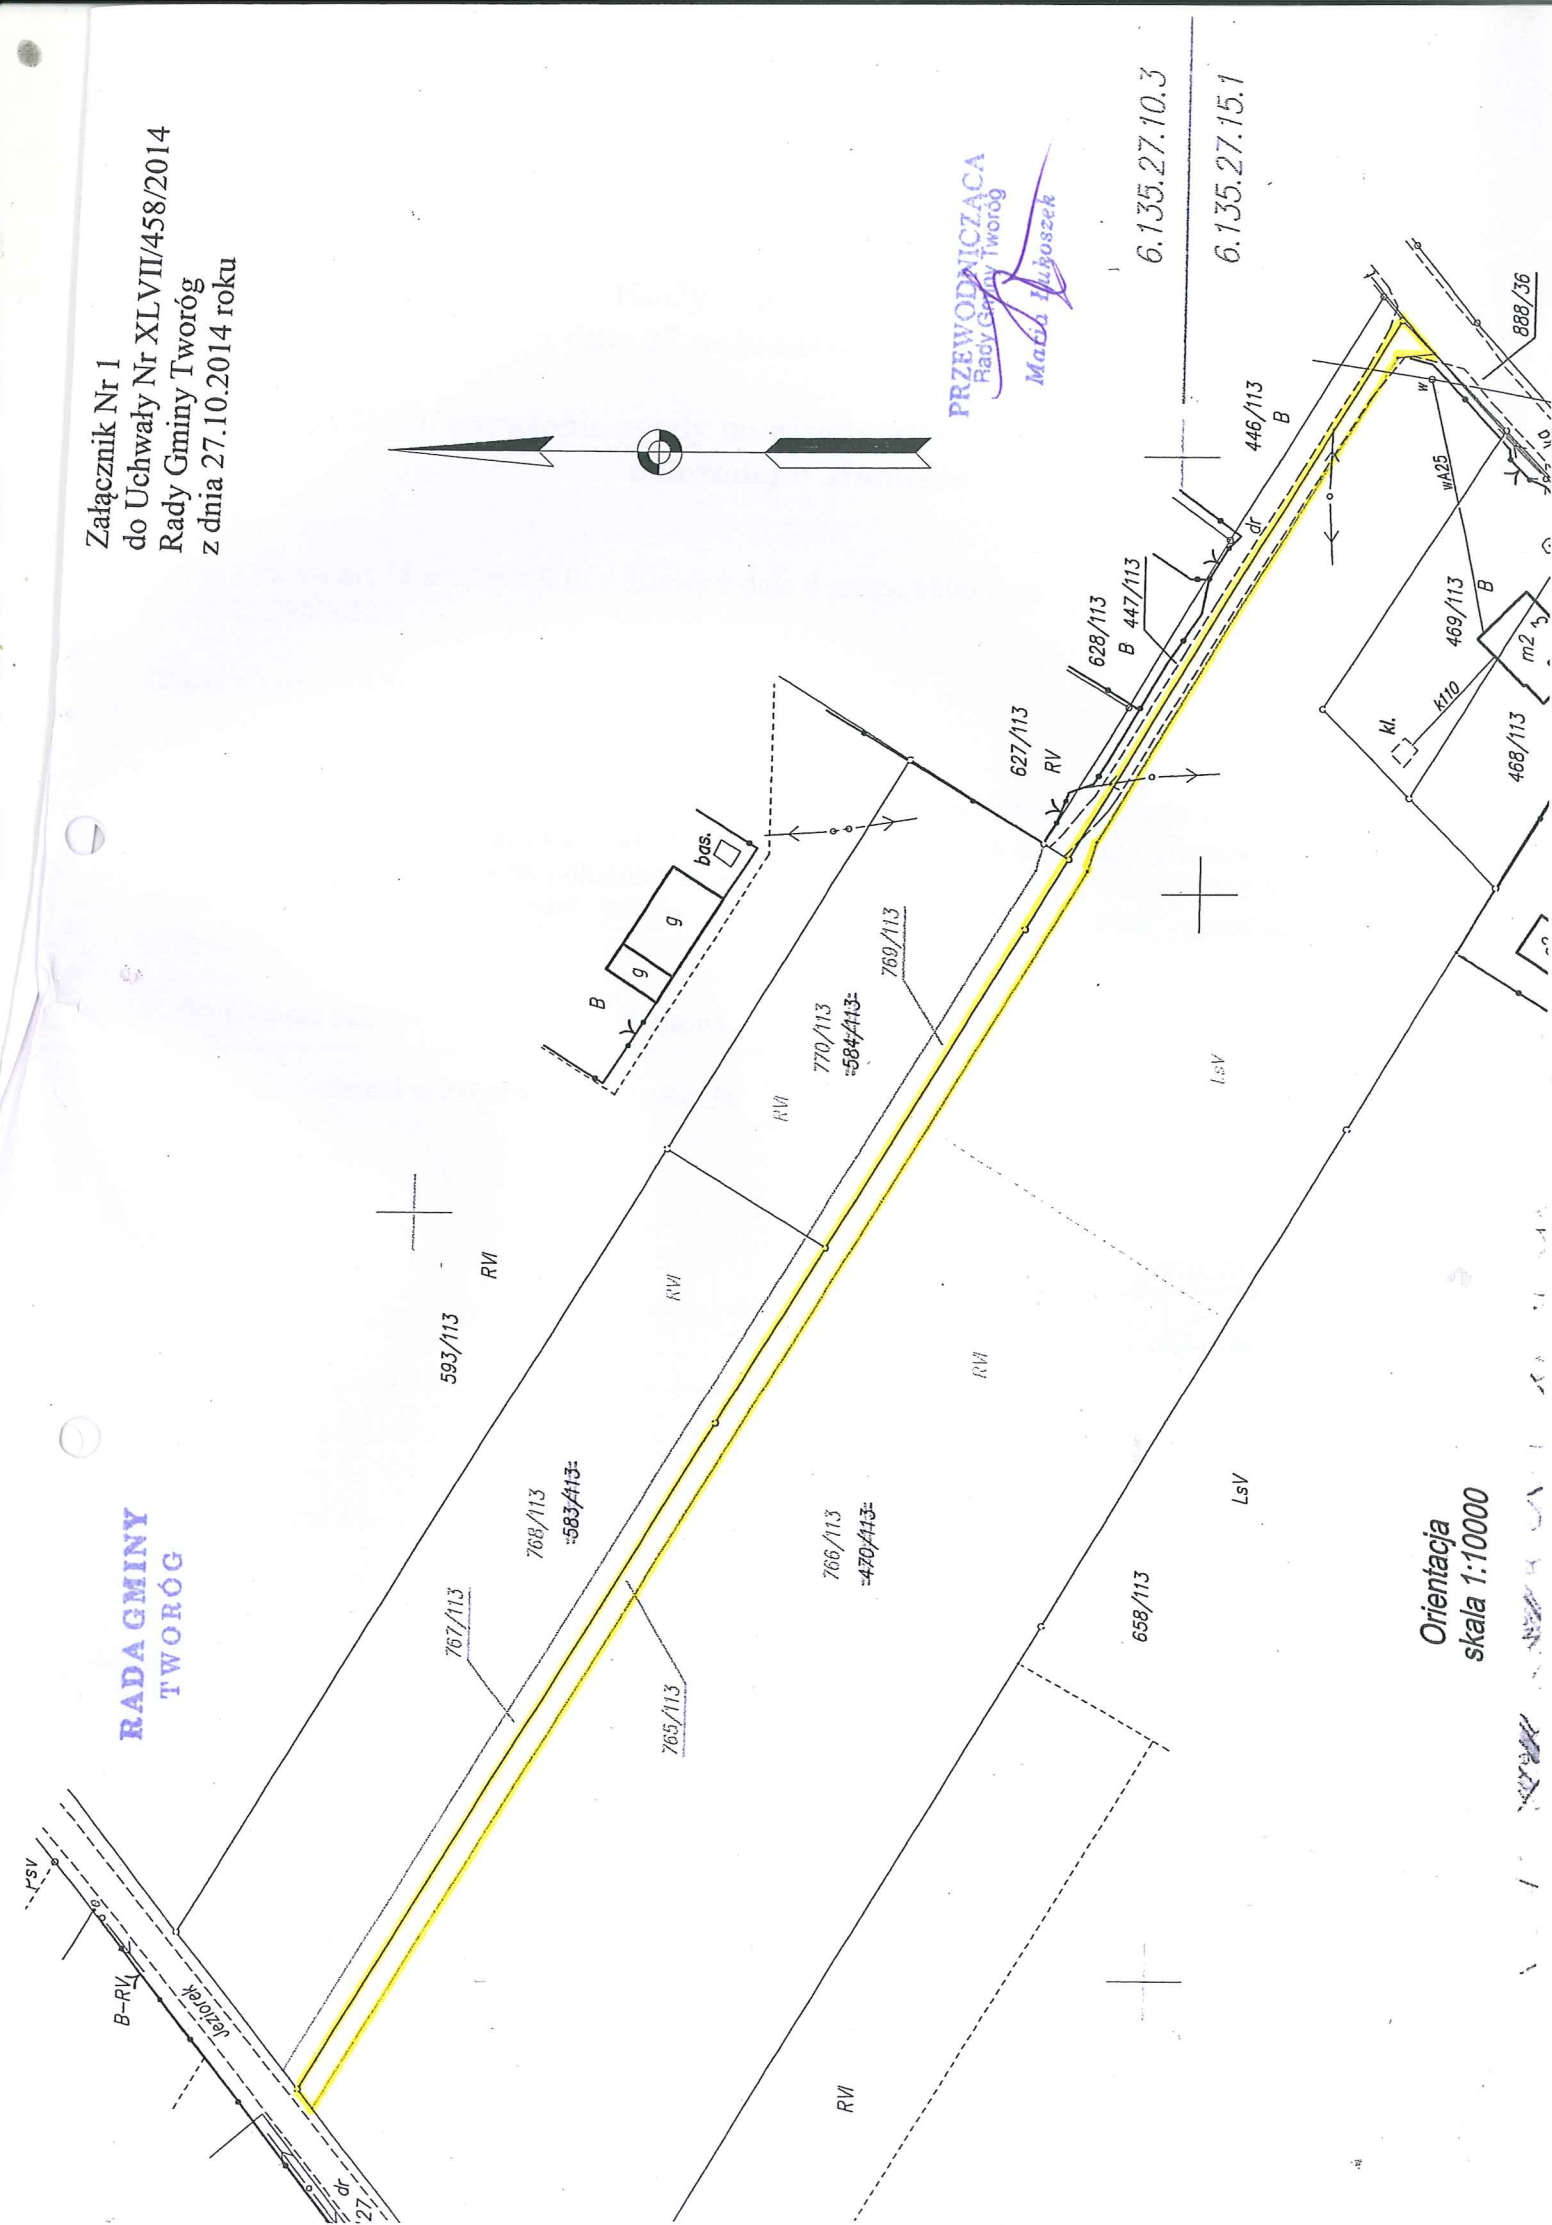 Załącznik Nr 1
do Uchwały Nr XLVII/458/2014
Rady Gminy Tworóg
z dnia 27.10.2014 roku
RADA GMINY
TWORÓG
PRZEWODNICZĄCA
Rady Gminy Tworóg
Maria Łukoszek
6.135.27.10.3
6.135.27.15.1
B-RV
Jeziorek
dr
27
593/113
RVI
B
g
g
bas.
767/113
768/113
=583/113=
RVI
765/113
RVI
770/113
=584/113=
769/113
627/113
RV
628/113
B
447/113
dr
446/113
B
766/113
=470/113=
RVI
LsV
888/36
w
wA25
469/113
B
m2
k110
kl.
468/113
658/113
LsV
RVI
Orientacja
skala 1:10000